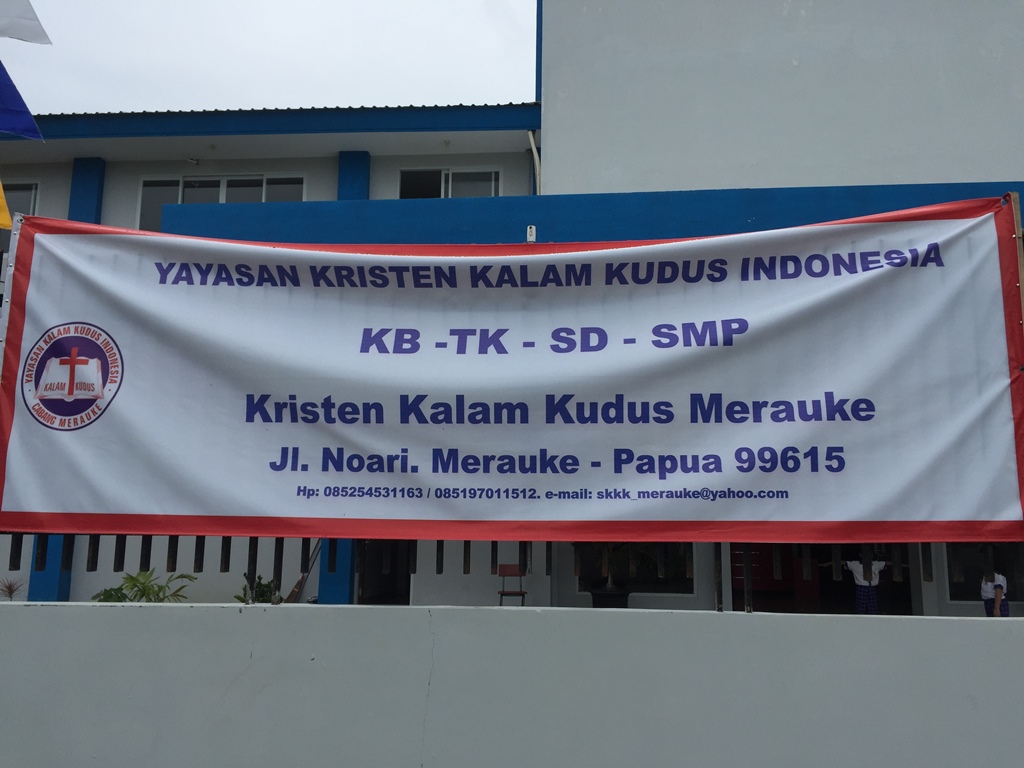 YAYASAN KRISTEN KALAM KUDUS INDONESIA
KB -TK - SD - SMP
YAYASAN KALAM KUDUS INDONESIA
KALAM KUDUS
CABANG MERAUKE
Kristen Kalam Kudus Merauke
Jl. Noari. Merauke - Papua 99615
Hp: 085254531163 / 085197011512. e-mail: skkk_merauke@yahoo.com